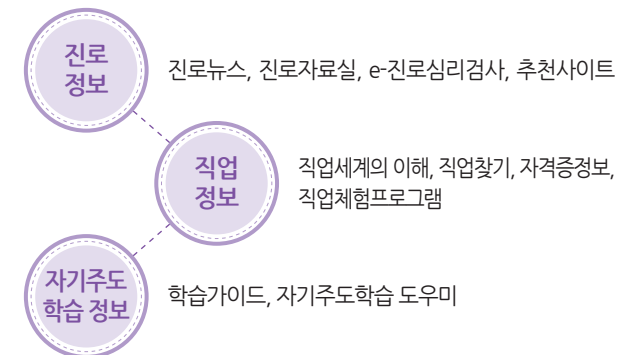 진로
정보
진로뉴스, 진로자료실, e-진로심리검사, 추천사이트
직업
정보
직업세계의 이해, 직업찾기, 자격증정보,
직업체험프로그램
자기주도
학습 정보
학습가이드, 자기주도학습 도우미